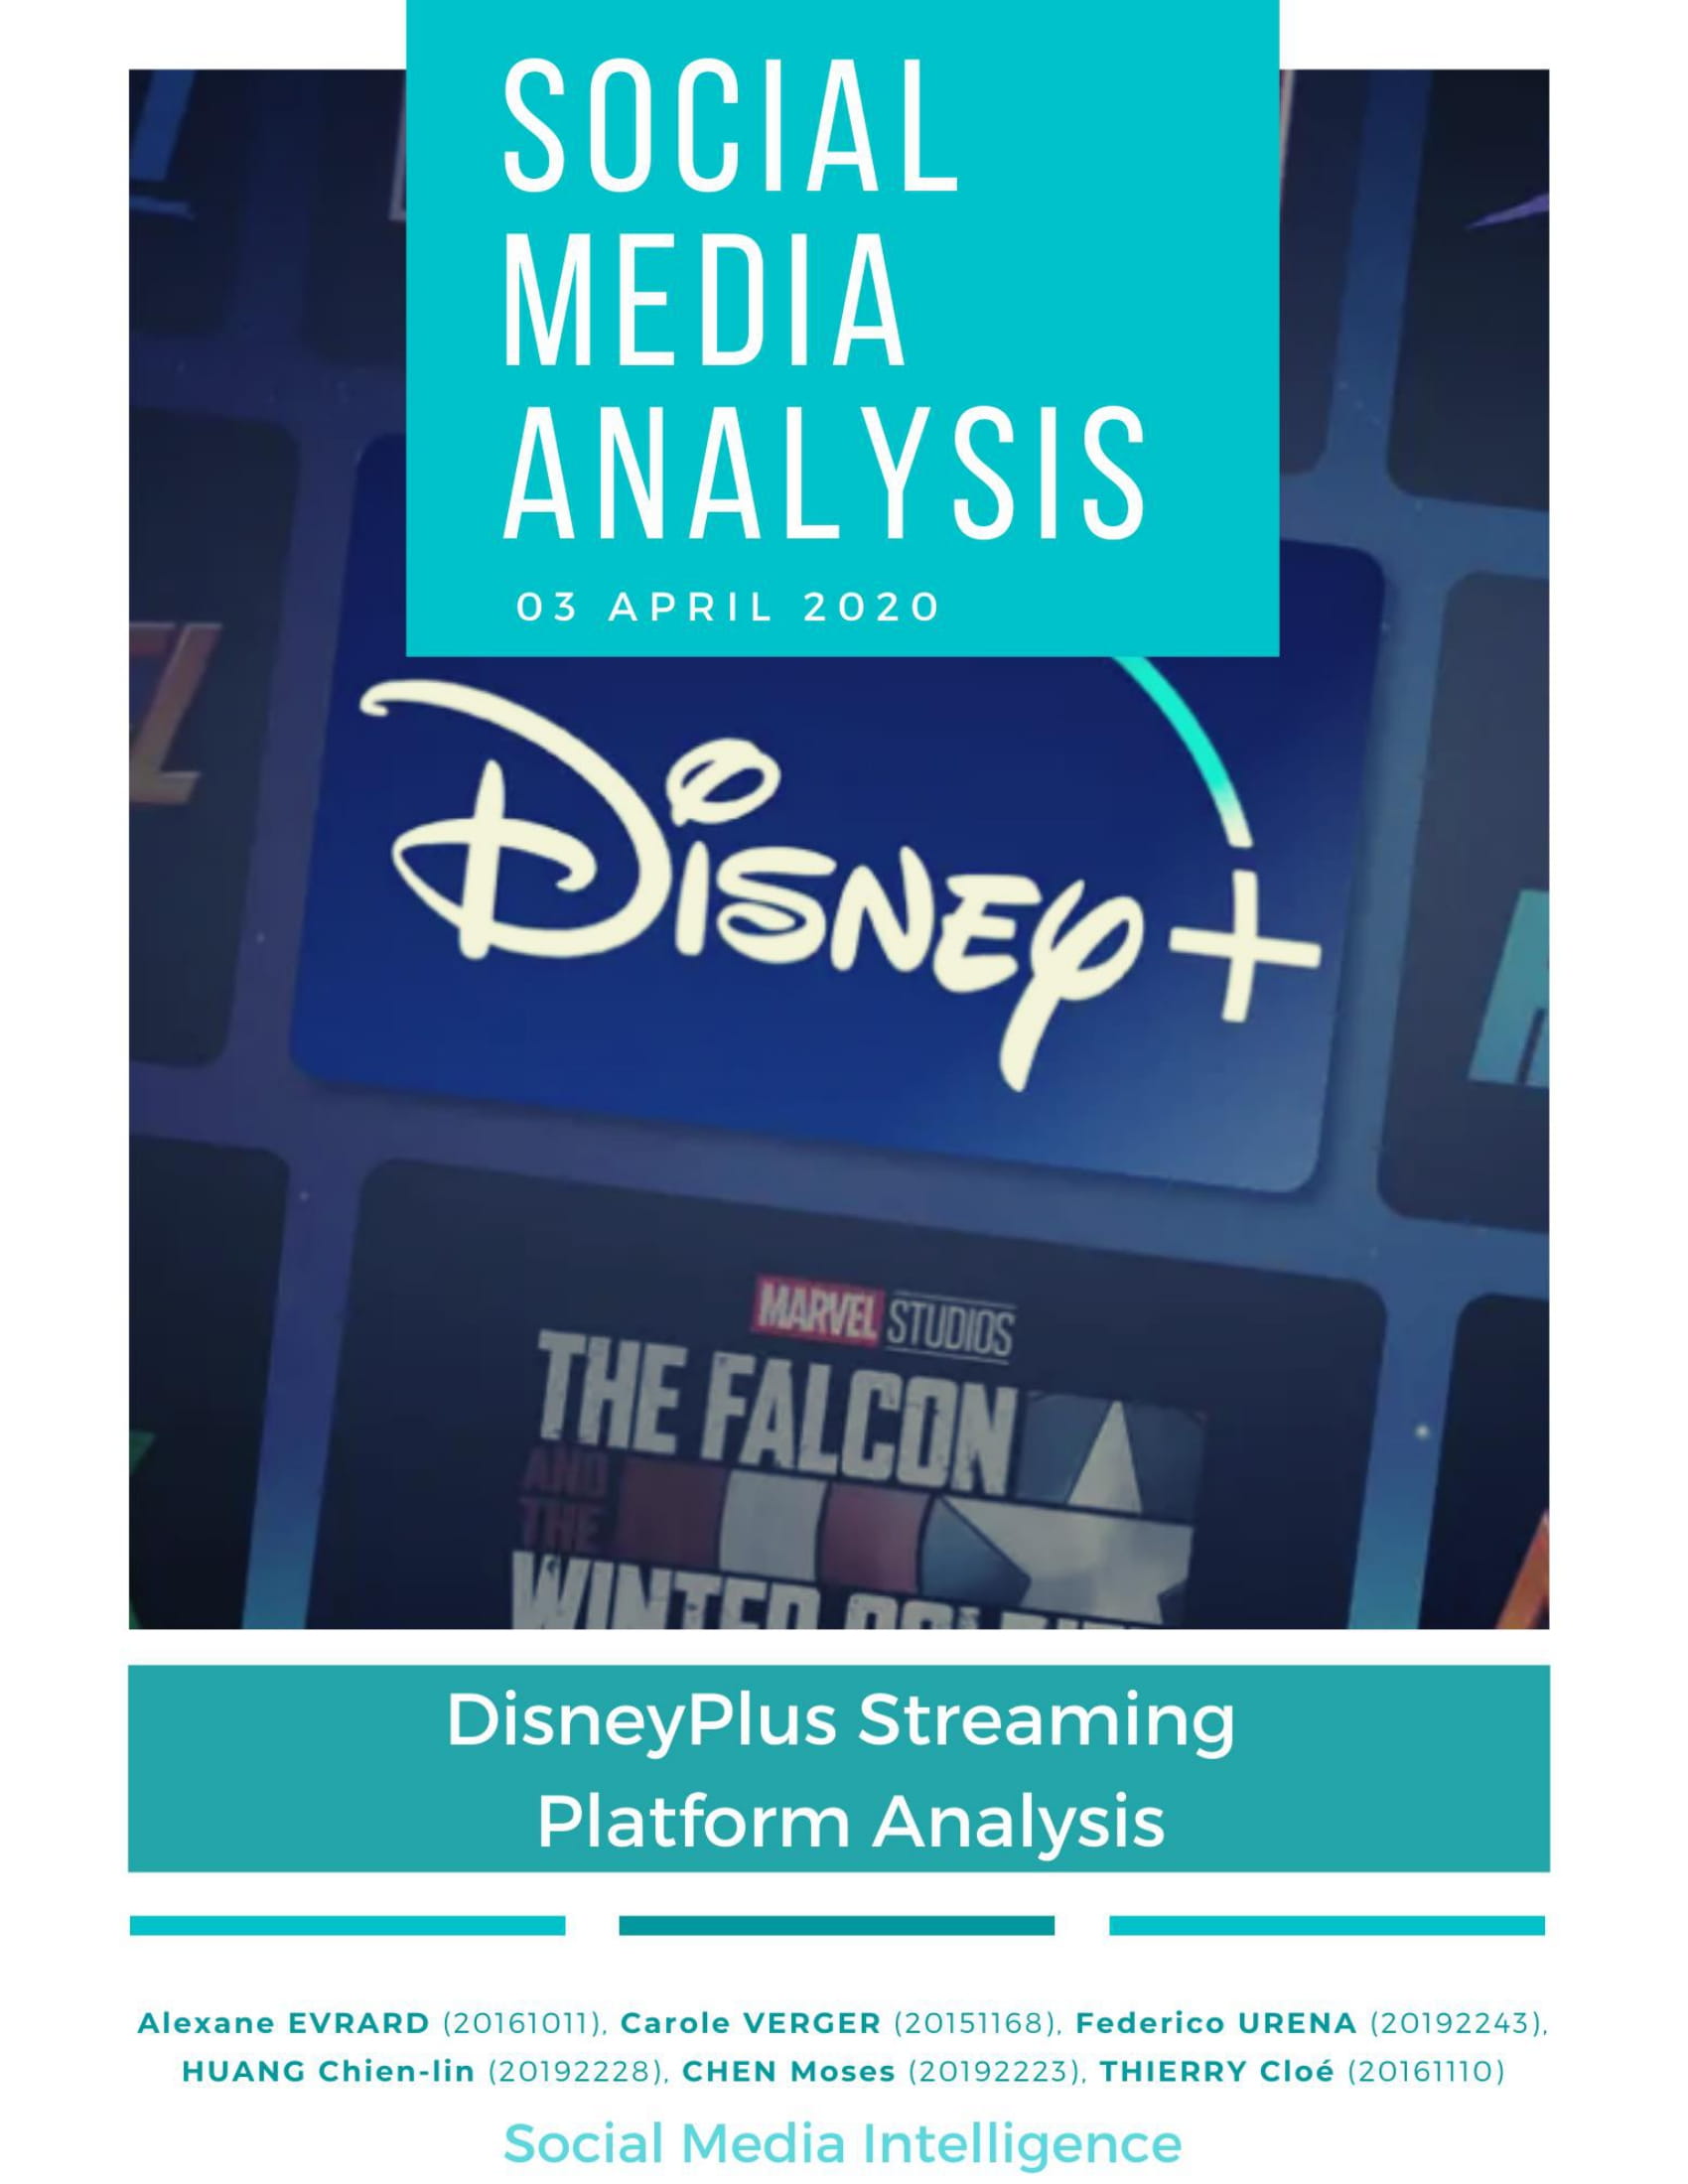 SOCIAL
MEDIA
ANALYSIS
03 APRIL 2020
Disney+
MARVEL STUDIOS
THE FALCON
AND
THE
WINTER
DisneyPlus Streaming
Platform Analysis
Alexane EVRARD (20161011), Carole VERGER (20151168), Federico URENA (20192243),
HUANG Chien-lin (20192228), CHEN Moses (20192223), THIERRY Cloé (20161110)
Social Media Intelligence